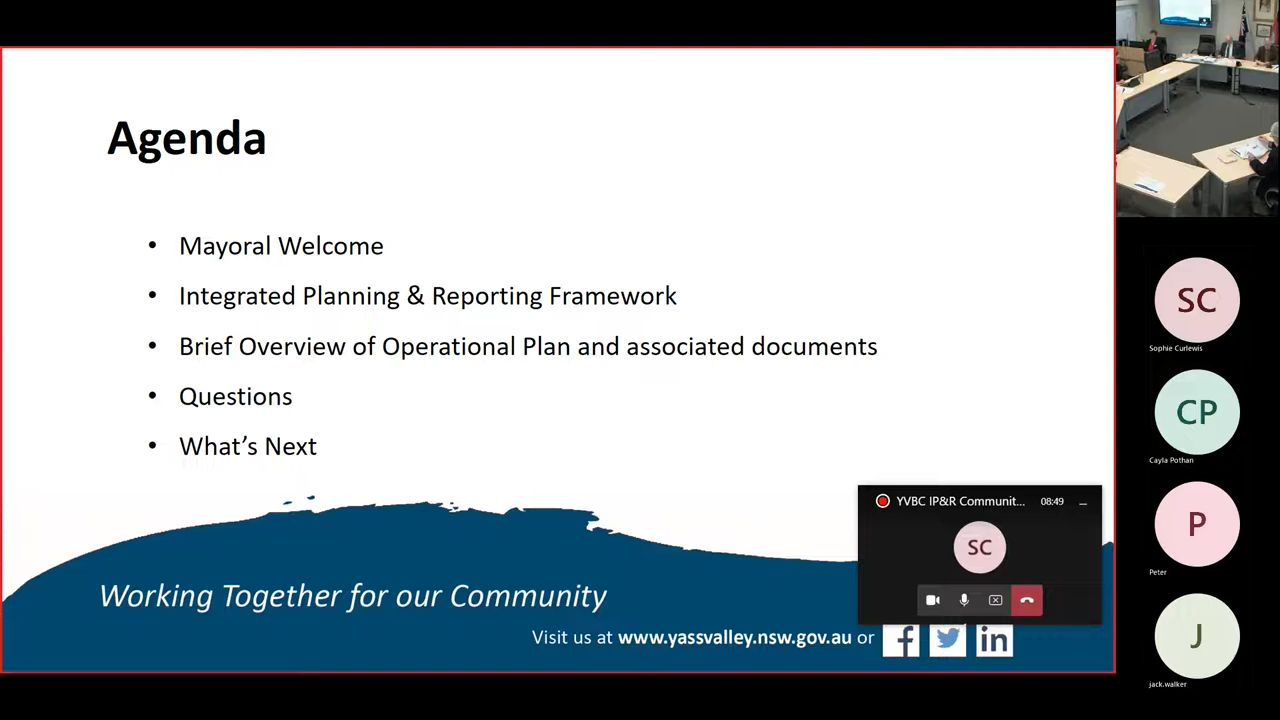 Agenda
• Mayoral Welcome
• Integrated Planning & Reporting Framework
• Brief Overview of Operational Plan and associated documents
• Questions
• What's Next
Working Together for our Community
Visit us at www.yassvalley.nsw.gov.au or
YVBC IP&R Communit... 08:49
SC
SC
Sophie Curlewis
CP
Cayla Pothan
P
Peter
J
jack.walker